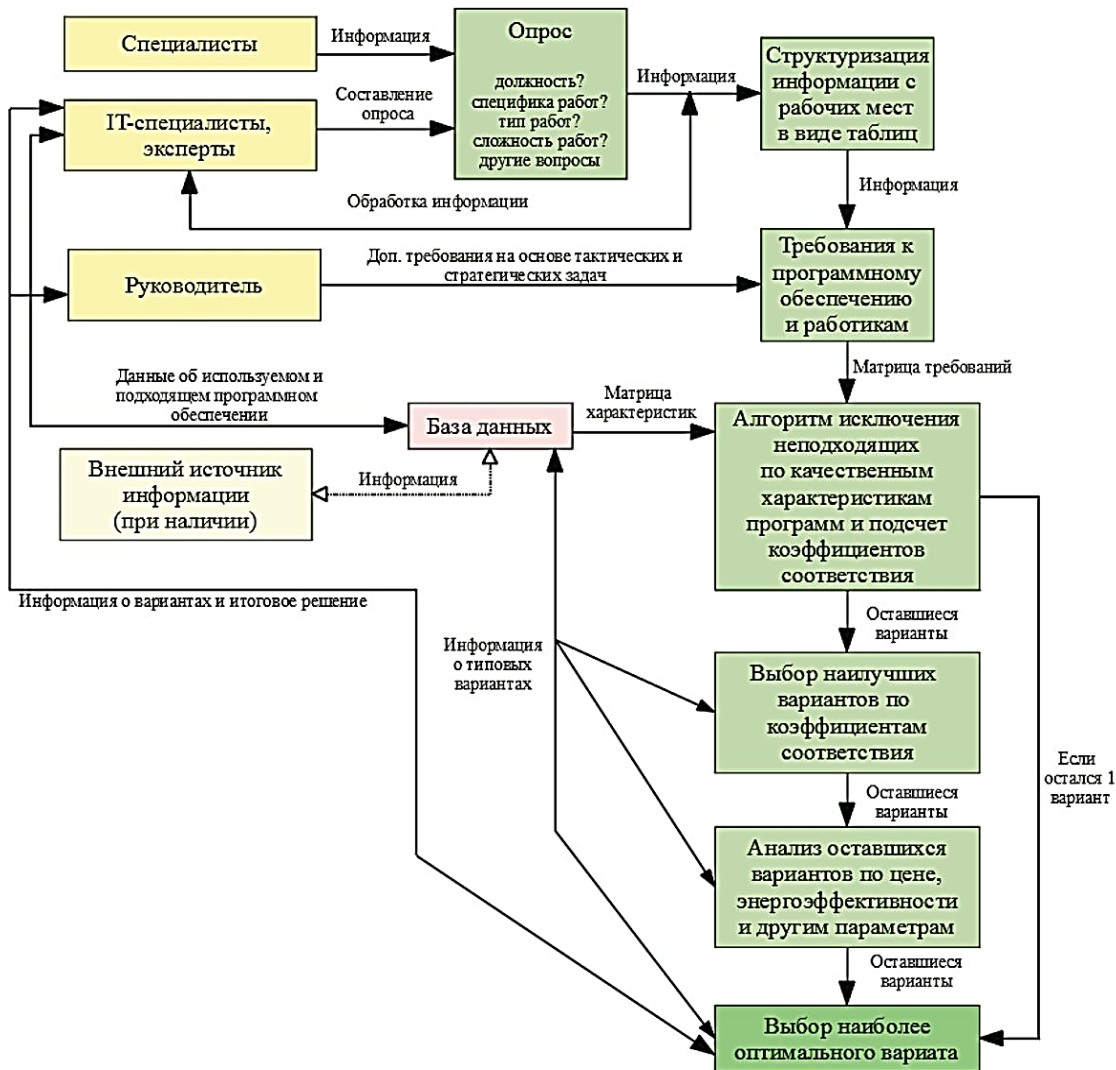 Специалисты
Информация
Опрос
должность?
специфика работ?
тип работ?
сложность работ?
другие вопросы
Информация
Структуризация
информации с
рабочих мест
в виде таблиц
IT-специалисты,
эксперты
Составление
опроса
Обработка информации
Информация
Руководитель
Доп. требования на основе тактических и
стратегических задач
Требования к
программному
обеспечению
и работикам
Матрица требований
Данные об используемом и
подходящем программном
обеспечении
База данных
Матрица
характеристик
Алгоритм исключения
неподходящих
по качественным
характеристикам
программ и подсчет
коэффициентов
соответствия
Внешний источник
информации
(при наличии)
Информация
Информация о вариантах и итоговое решение
Оставшиеся
варианты
Информация
о типовых
вариантах
Выбор наилучших
вариантов по
коэффициентам
соответствия
Если
остался 1
вариант
Оставшиеся
варианты
Анализ оставшихся
вариантов по цене,
энергоэффективности
и другим параметрам
Оставшиеся
варианты
Выбор наиболее
оптимального вариата